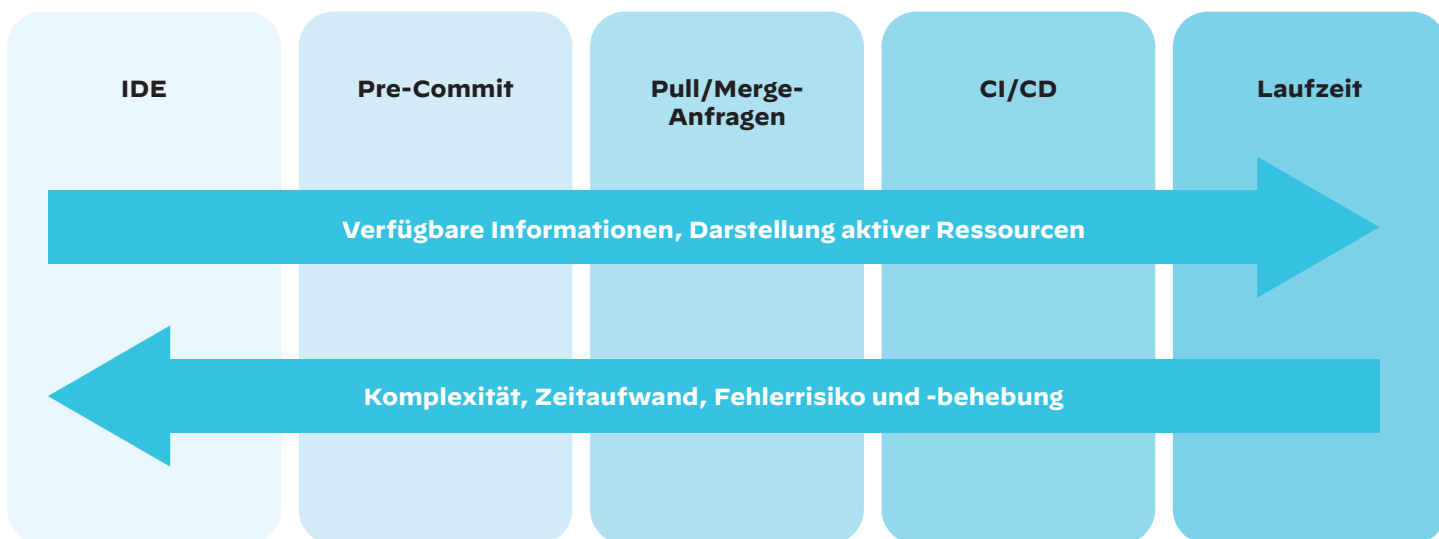 IDE
Pre-Commit
Pull/Merge-
Anfragen
CI/CD
Laufzeit
Verfügbare Informationen, Darstellung aktiver Ressourcen
Komplexität, Zeitaufwand, Fehlerrisiko und -behebung